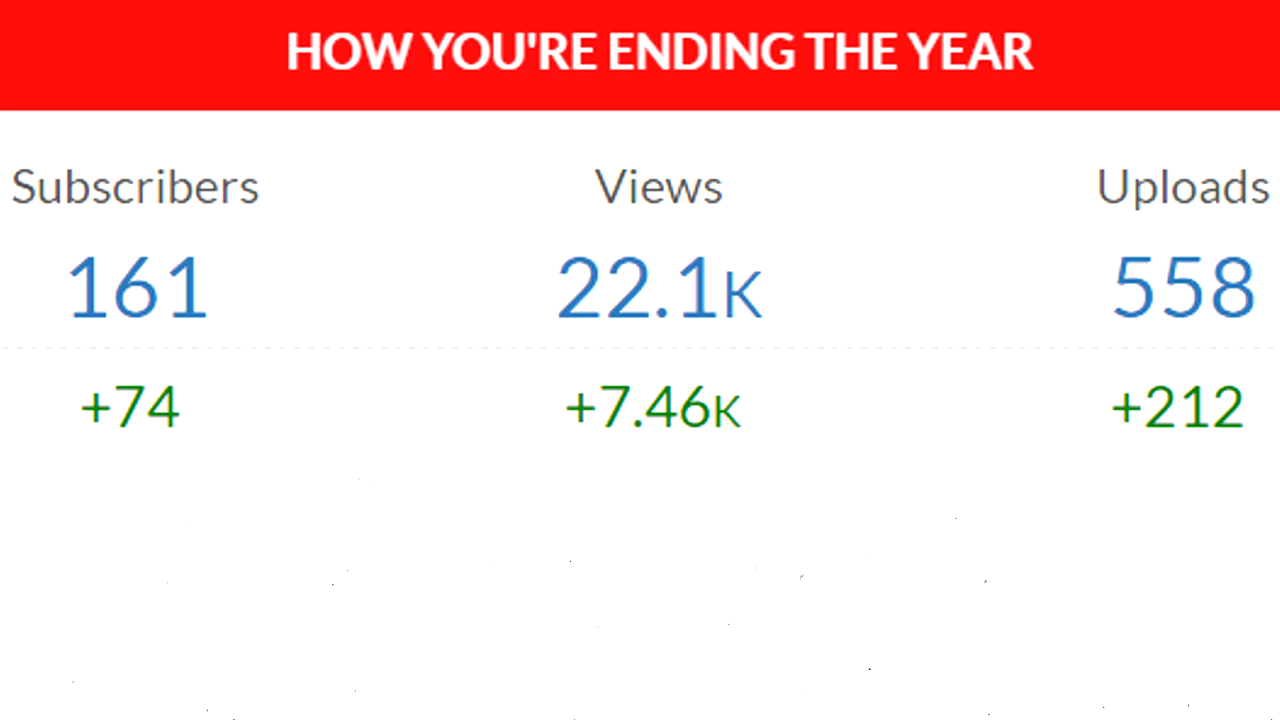 HOW YOU'RE ENDING THE YEAR
Subscribers Views Uploads
161 22.1K 558
+74 +7.46K +212